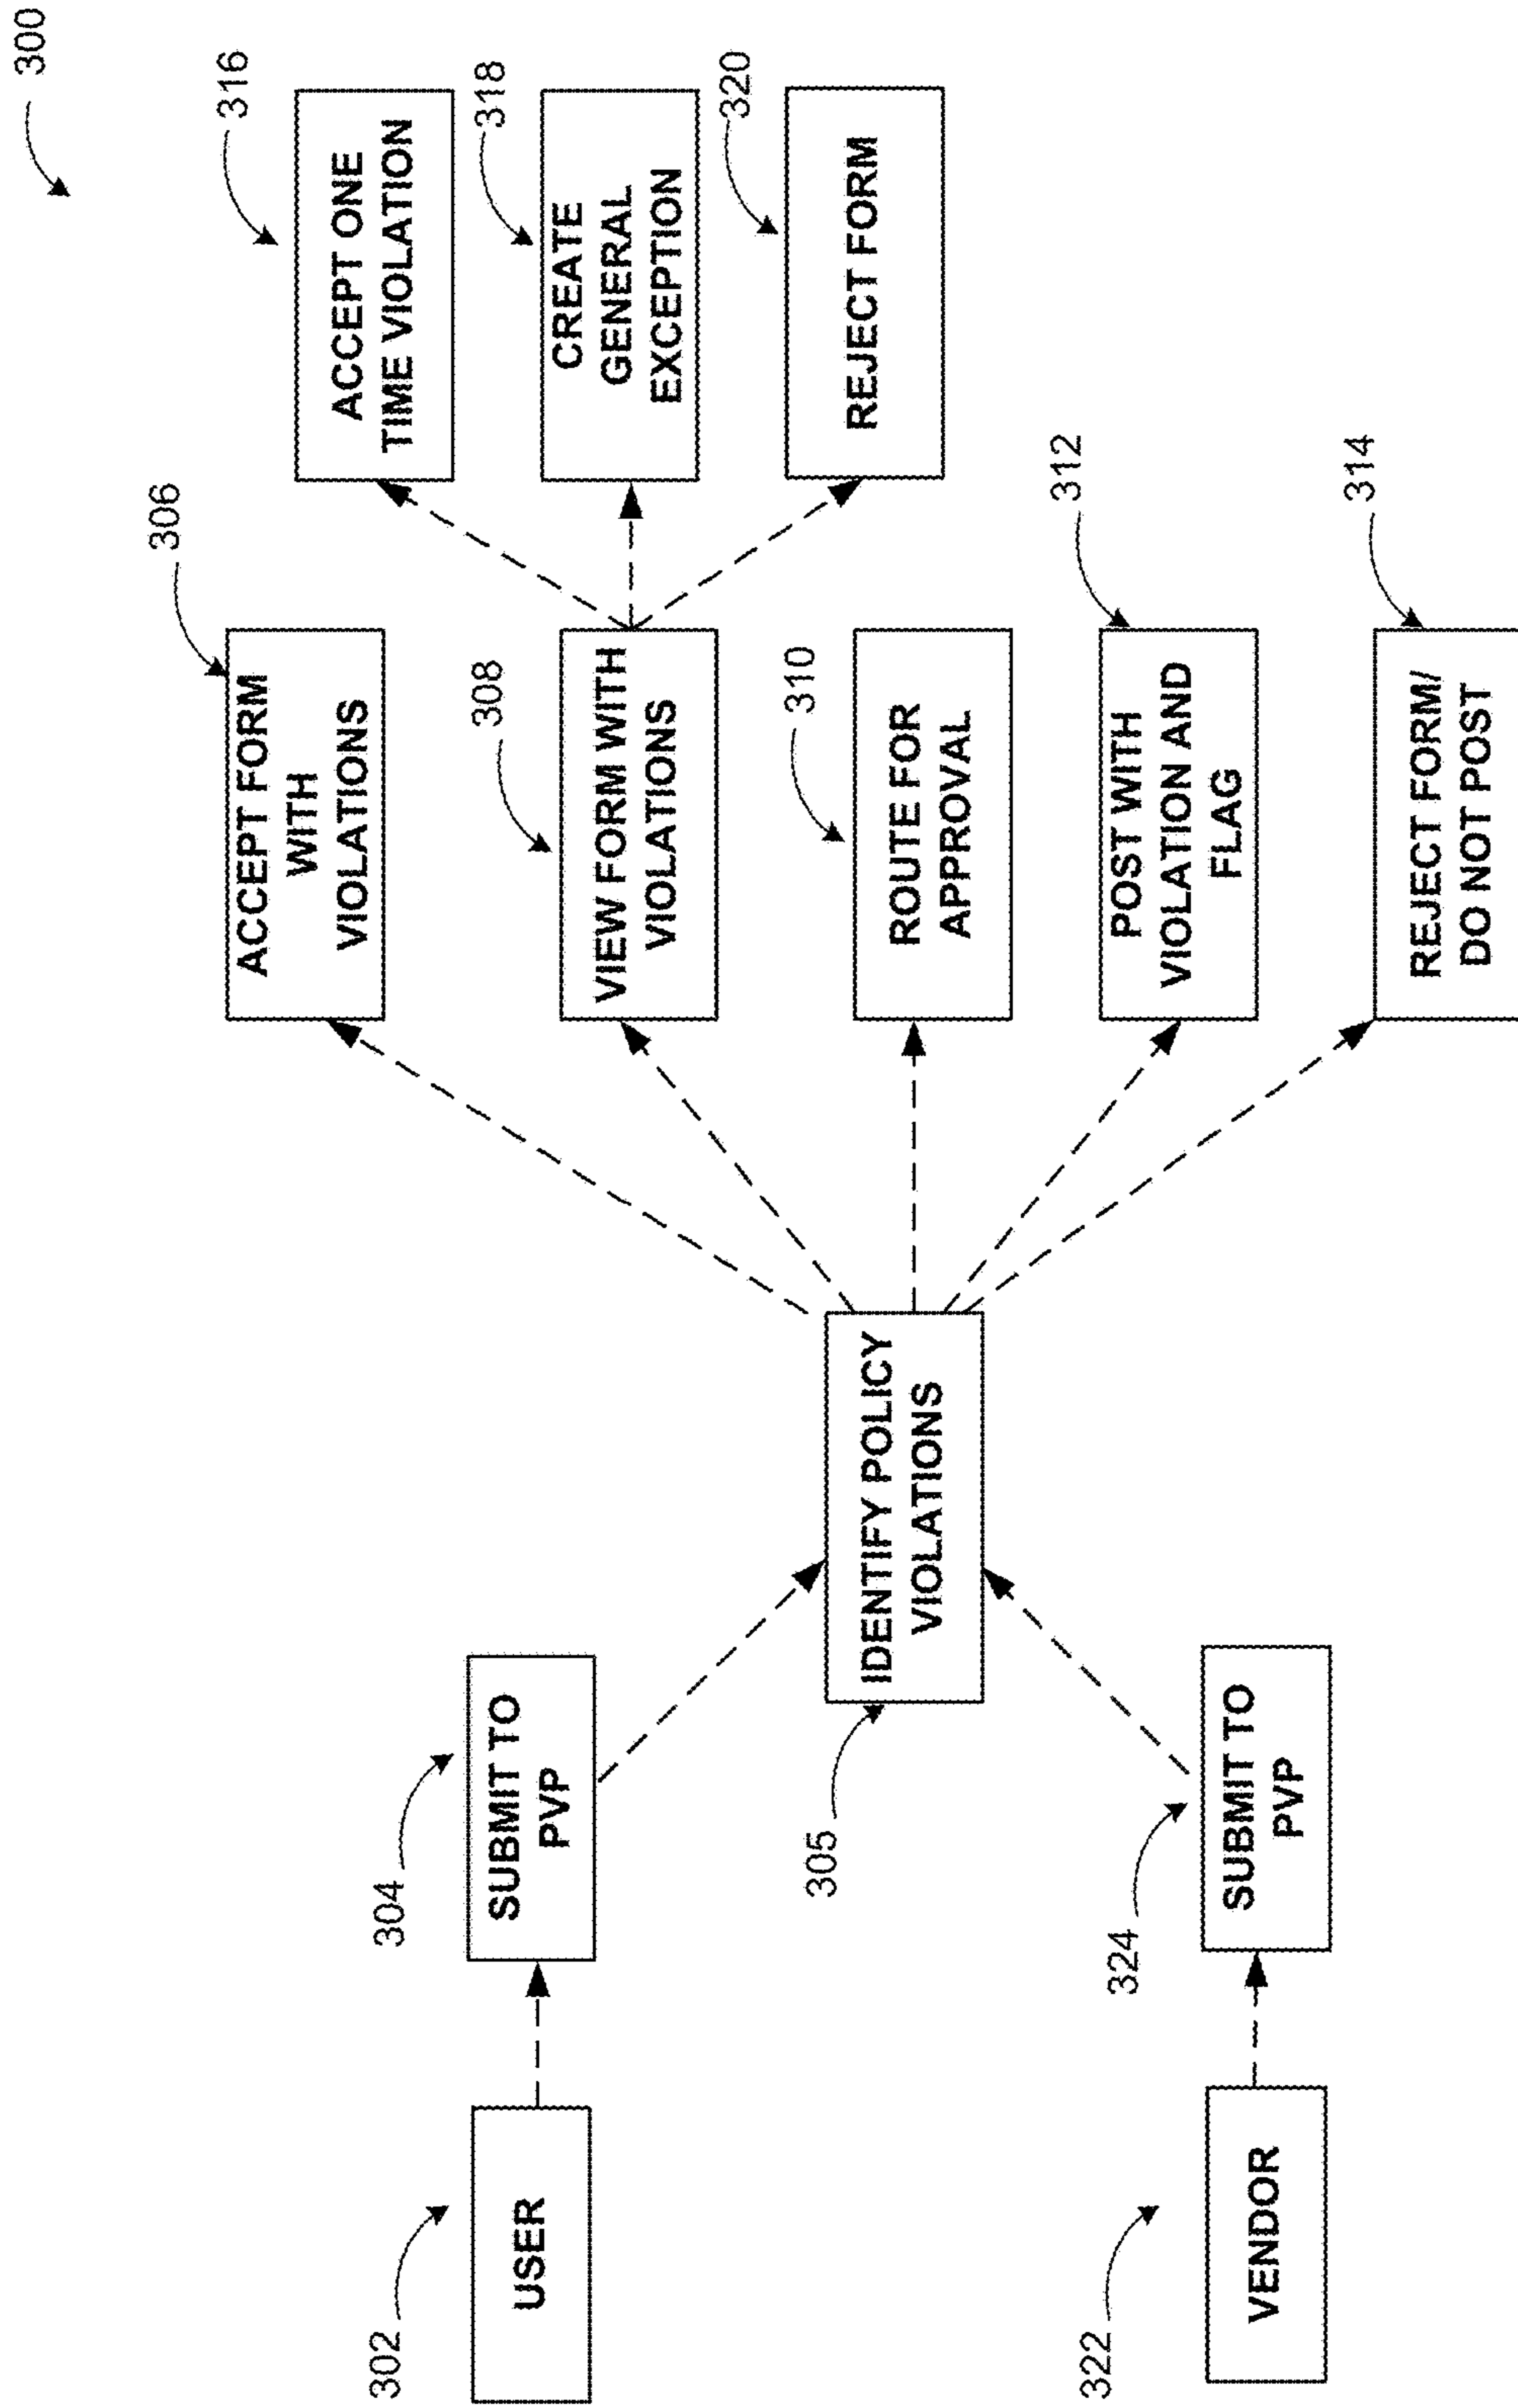 300
302
USER
304
SUBMIT TO
PVP
322
VENDOR
324
SUBMIT TO
PVP
305
IDENTIFY POLICY
VIOLATIONS
306
ACCEPT FORM
WITH
VIOLATIONS
308
VIEW FORM WITH
VIOLATIONS
310
ROUTE FOR
APPROVAL
312
POST WITH
VIOLATION AND
FLAG
314
REJECT FORM/
DO NOT POST
316
ACCEPT ONE
TIME VIOLATION
318
CREATE
GENERAL
EXCEPTION
320
REJECT FORM